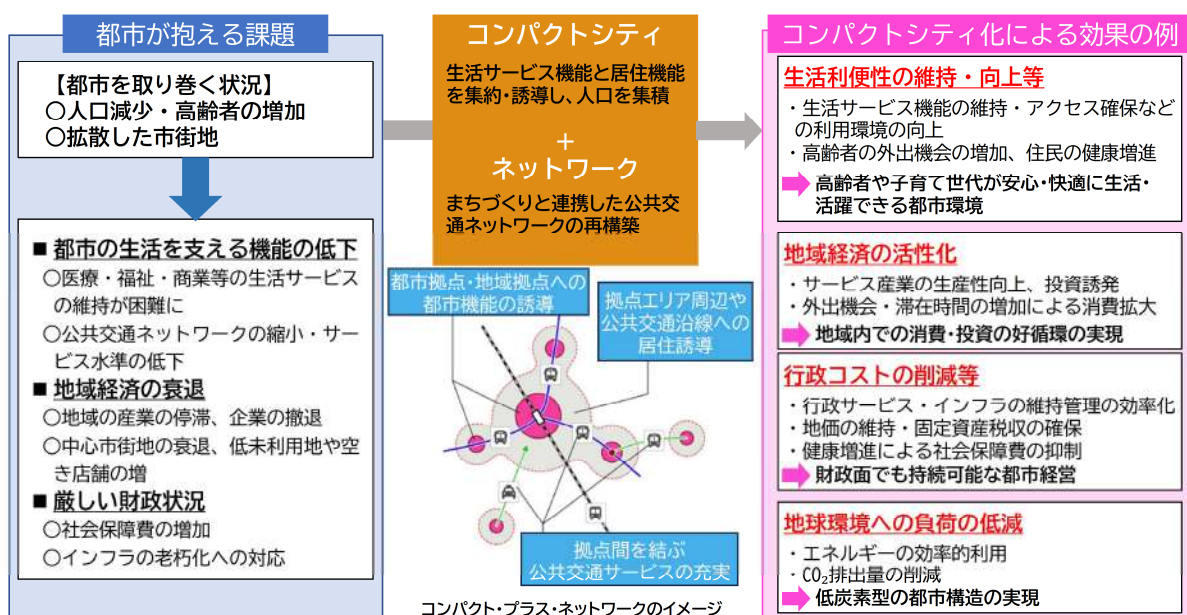 都市が抱える課題
【都市を取り巻く状況】
○人口減少・高齢者の増加
○拡散した市街地
■ 都市の生活を支える機能の低下
○医療・福祉・商業等の生活サービス
の維持が困難に
○公共交通ネットワークの縮小・サー
ビス水準の低下
■ 地域経済の衰退
○地域の産業の停滞、企業の撤退
○中心市街地の衰退、低未利用地や空
き店舗の増
■ 厳しい財政状況
○社会保障費の増加
○インフラの老朽化への対応
コンパクトシティ
生活サービス機能と居住機能
を集約・誘導し、人口を集積
+
ネットワーク
まちづくりと連携した公共交
通ネットワークの再構築
都市拠点・地域拠点への
都市機能の誘導
拠点エリア周辺や
公共交通沿線への
居住誘導
拠点間を結ぶ
公共交通サービスの充実
コンパクト・プラス・ネットワークのイメージ
コンパクトシティ化による効果の例
生活利便性の維持・向上等
・生活サービス機能の維持・アクセス確保など
の利用環境の向上
・高齢者の外出機会の増加、住民の健康増進
高齢者や子育て世代が安心・快適に生活・
活躍できる都市環境
地域経済の活性化
・サービス産業の生産性向上、投資誘発
・外出機会・滞在時間の増加による消費拡大
地域内での消費・投資の好循環の実現
行政コストの削減等
・行政サービス・インフラの維持管理の効率化
・地価の維持・固定資産税収の確保
・健康増進による社会保障費の抑制
財政面でも持続可能な都市経営
地球環境への負荷の低減
・エネルギーの効率的利用
・CO₂排出量の削減
低炭素型の都市構造の実現